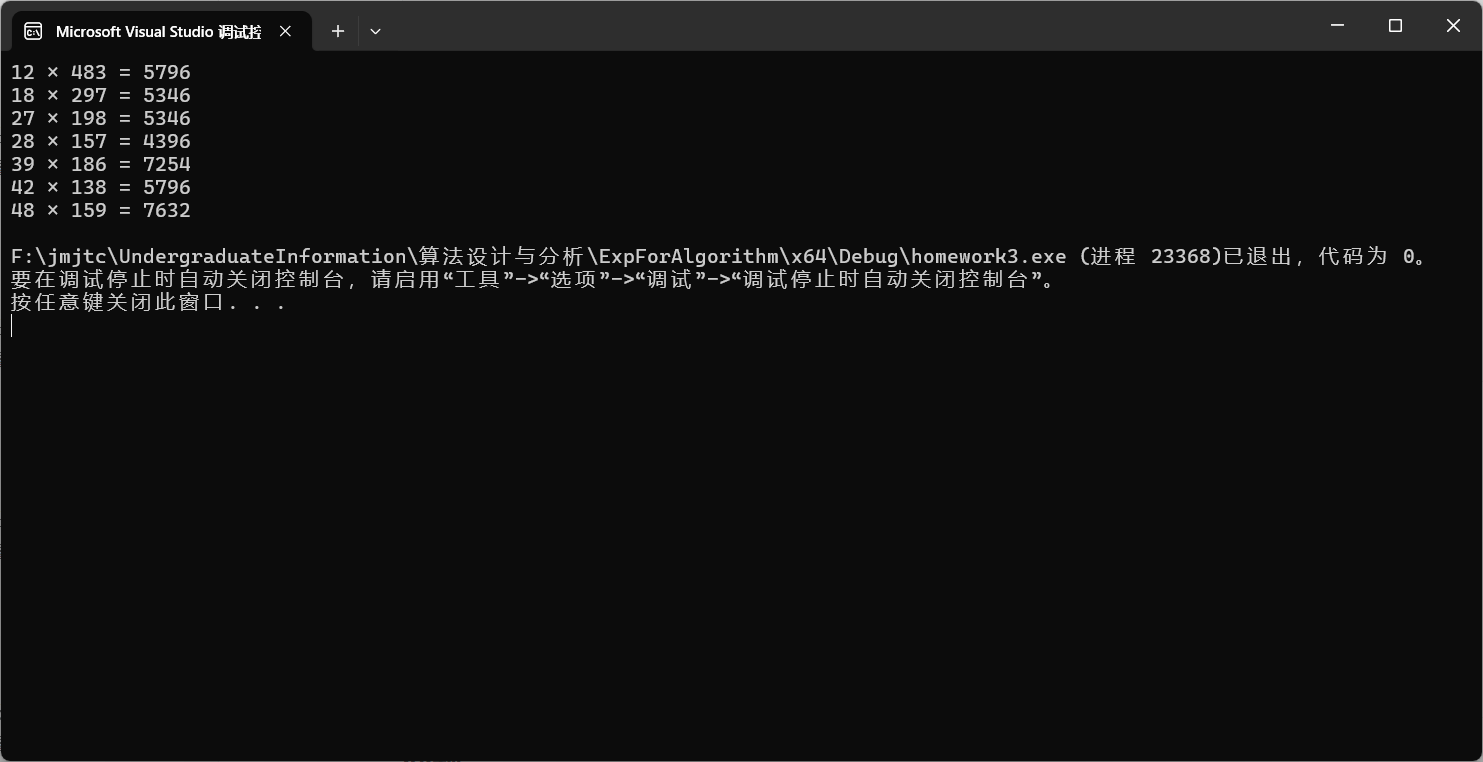 Microsoft Visual Studio 调试控
12 × 483 = 5796
18 × 297 = 5346
27 × 198 = 5346
28 × 157 = 4396
39 × 186 = 7254
42 × 138 = 5796
48 × 159 = 7632
F:\jmjtc\UndergraduateInformation\算法设计与分析\ExpForAlgorithm\x64\Debug\homework3.exe (进程 23368)已退出，代码为 0。
要在调试停止时自动关闭控制台，请启用“工具”->“选项”->“调试”->“调试停止时自动关闭控制台”。
按任意键关闭此窗口. . .